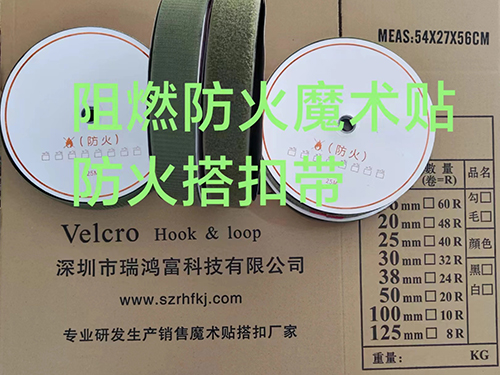 MEAS: 54X27X56CM
阻燃防火魔术贴
防火搭扣带
（防火）
25M
（防火）
25M
Velcro Hook & loop
深圳市瑞鸿富科技有限公司
www.szrhfkj.com
专业研发生产销售魔术贴搭扣厂家
数量 品名
(卷=R)
mm□ 60R 勾□
20mm□ 48R 毛□
25mm□ 40R 颜色
30mm□ 32R 黑□
38mm□ 24R 白□
50mm□ 20R
100mm□ 10R
125mm□ 8R
重量: KG